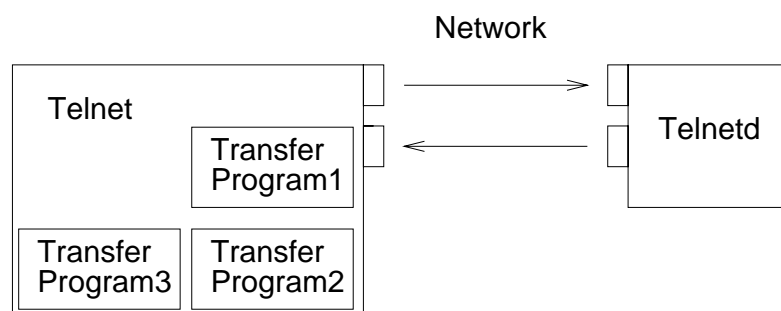 Network
Telnet
Telnetd
Transfer
Program1
Transfer
Program3
Transfer
Program2